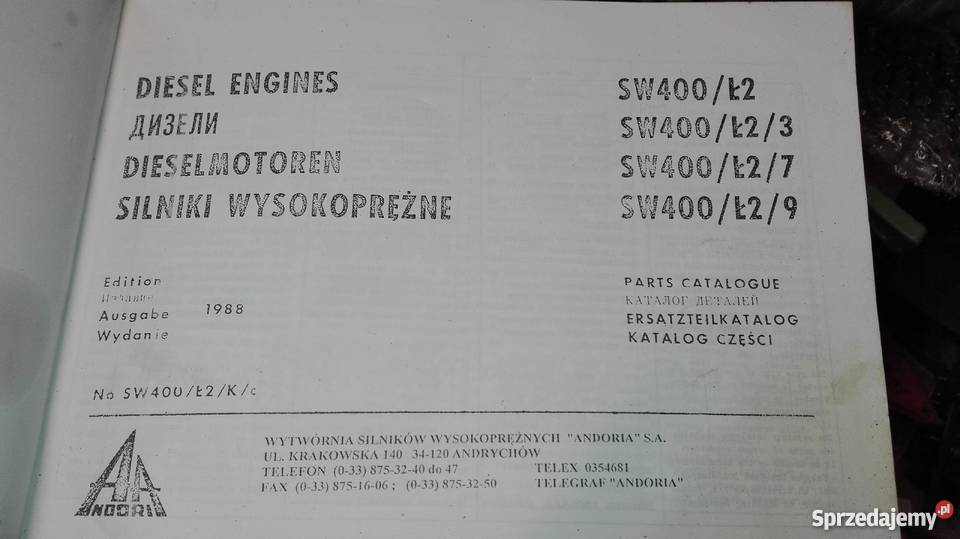 DIESEL ENGINES
ДИЗЕЛИ
DIESELMOTOREN
SILNIKI WYSOKOPRĘŻNE
SW400/Ł2
SW400/Ł2/3
SW400/Ł2/7
SW400/Ł2/9
Edition
Издание
Ausgabe 1988
Wydanie
PARTS CATALOGUE
КАТАЛОГ ДЕТАЛЕЙ
ERSATZTEILKATALOG
KATALOG CZĘŚCI
No SW400/Ł2/K/c
ANDORIA
WYTWÓRNIA SILNIKÓW WYSOKOPRĘŻNYCH "ANDORIA" S.A.
UL. KRAKOWSKA 140 34-120 ANDRYCHÓW
TELEFON (0-33) 875-32-40 do 47 TELEX 0354681
FAX (0-33) 875-16-06 ; (0-33) 875-32-50 TELEGRAF "ANDORIA"
Sprzedajemy.pl